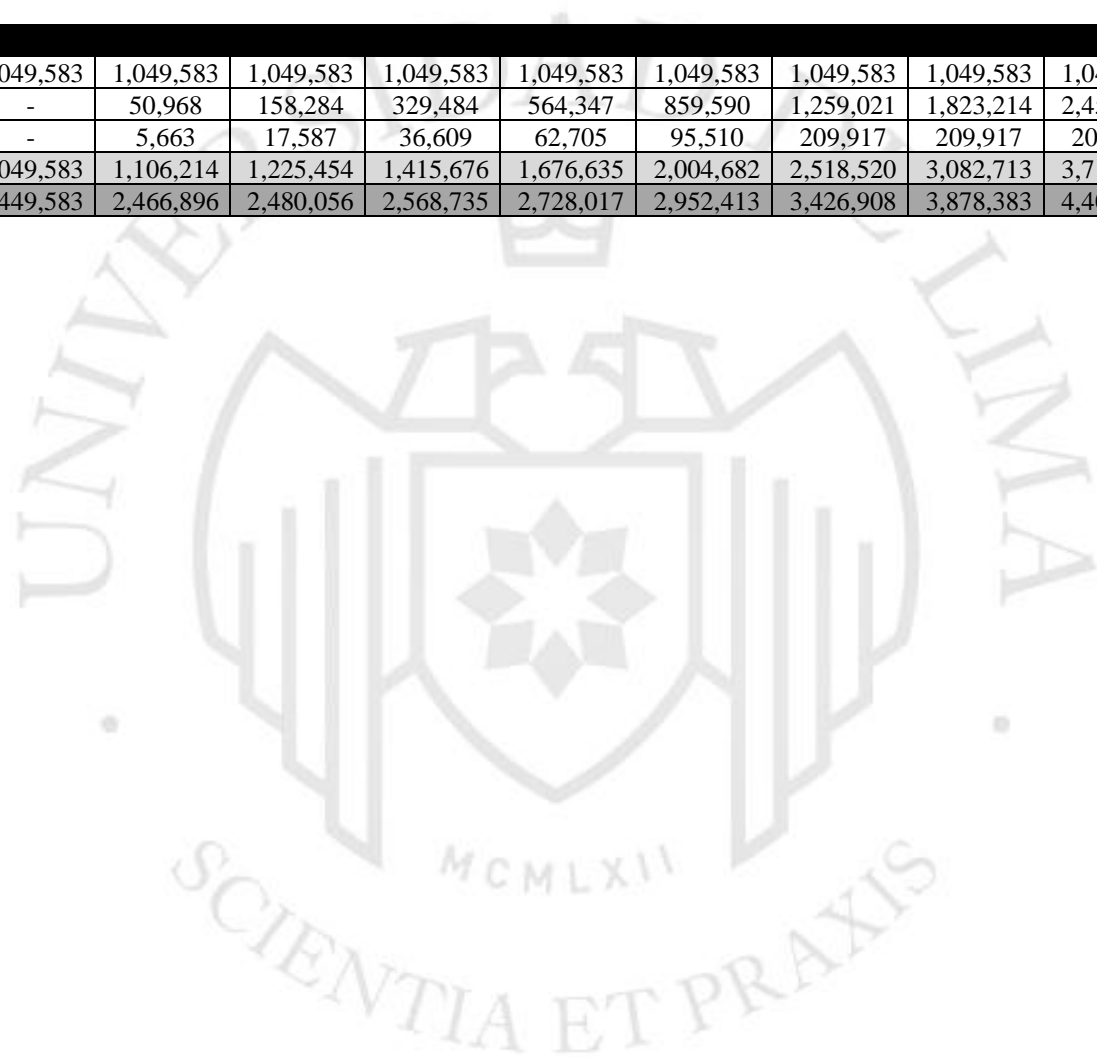 049,583 1,049,583 1,049,583 1,049,583 1,049,583 1,049,583 1,049,583 1,049,583
- 50,968 158,284 329,484 564,347 859,590 1,259,021 1,823,214
- 5,663 17,587 36,609 62,705 95,510 209,917 209,917
049,583 1,106,214 1,225,454 1,415,676 1,676,635 2,004,682 2,518,520 3,082,713
449,583 2,466,896 2,480,056 2,568,735 2,728,017 2,952,413 3,426,908 3,878,383
MCMLXII
SCIENTIA ET PRAXIS